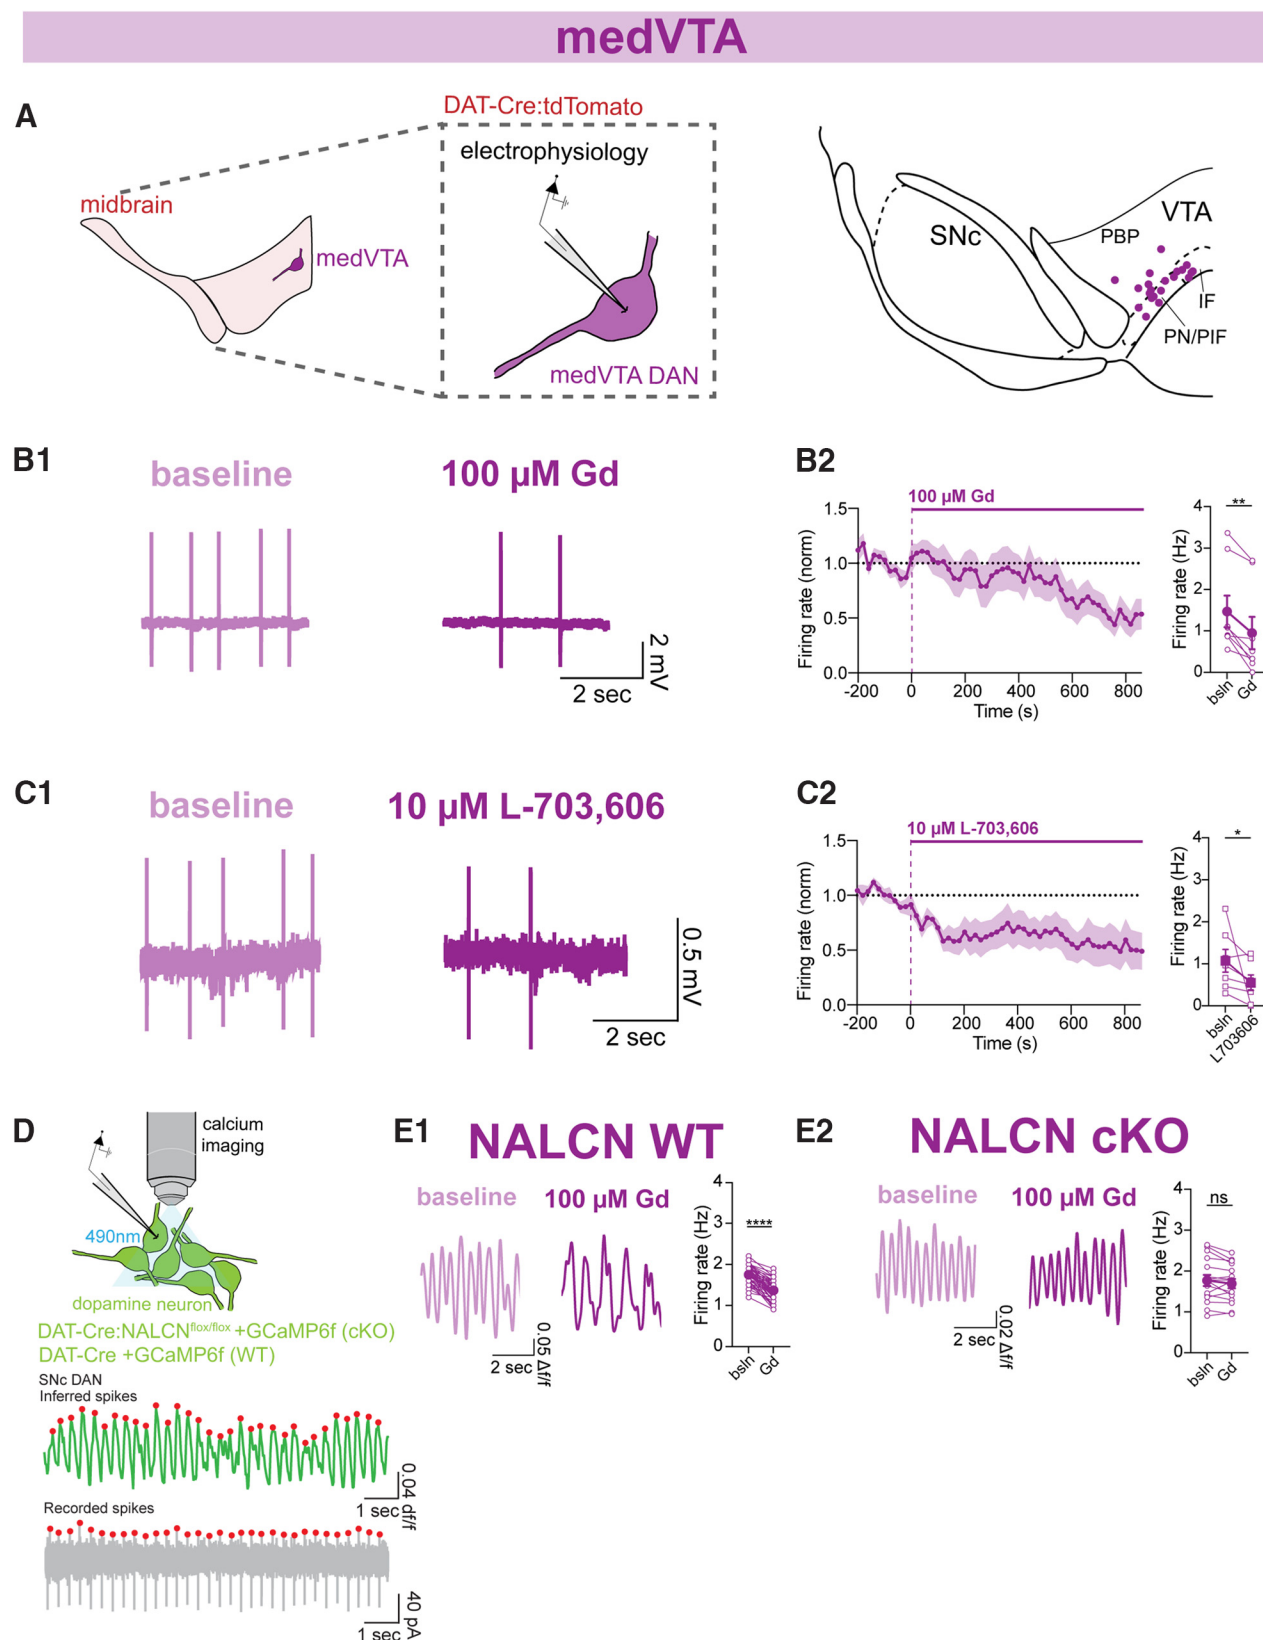 medVTA
A
DAT-Cre:tdTomato
electrophysiology
midbrain
medVTA
medVTA DAN
SNc
VTA
PBP
IF
PN/PIF
B1
baseline
100 µM Gd
2 mV
2 sec
B2
100 µM Gd
1.5
1.0
0.5
0.0
Firing rate (norm)
-200 0 200 400 600 800
Time (s)
**
4
3
2
1
0
Firing rate (Hz)
bsln
Gd
C1
baseline
10 µM L-703,606
0.5 mV
2 sec
C2
10 µM L-703,606
1.5
1.0
0.5
0.0
Firing rate (norm)
-200 0 200 400 600 800
Time (s)
*
4
3
2
1
0
Firing rate (Hz)
bsln
L703606
D
calcium
imaging
490nm
dopamine neuron
DAT-Cre:NALCNflox/flox +GCaMP6f (cKO)
DAT-Cre +GCaMP6f (WT)
SNc DAN
Inferred spikes
0.04 df/f
1 sec
Recorded spikes
40 pA
1 sec
E1
NALCN WT
baseline
100 µM Gd
0.05 Δf/f
2 sec
4
3
2
1
0
Firing rate (Hz)
****
bsln
Gd
E2
NALCN cKO
baseline
100 µM Gd
0.02 Δf/f
2 sec
4
3
2
1
0
Firing rate (Hz)
ns
bsln
Gd